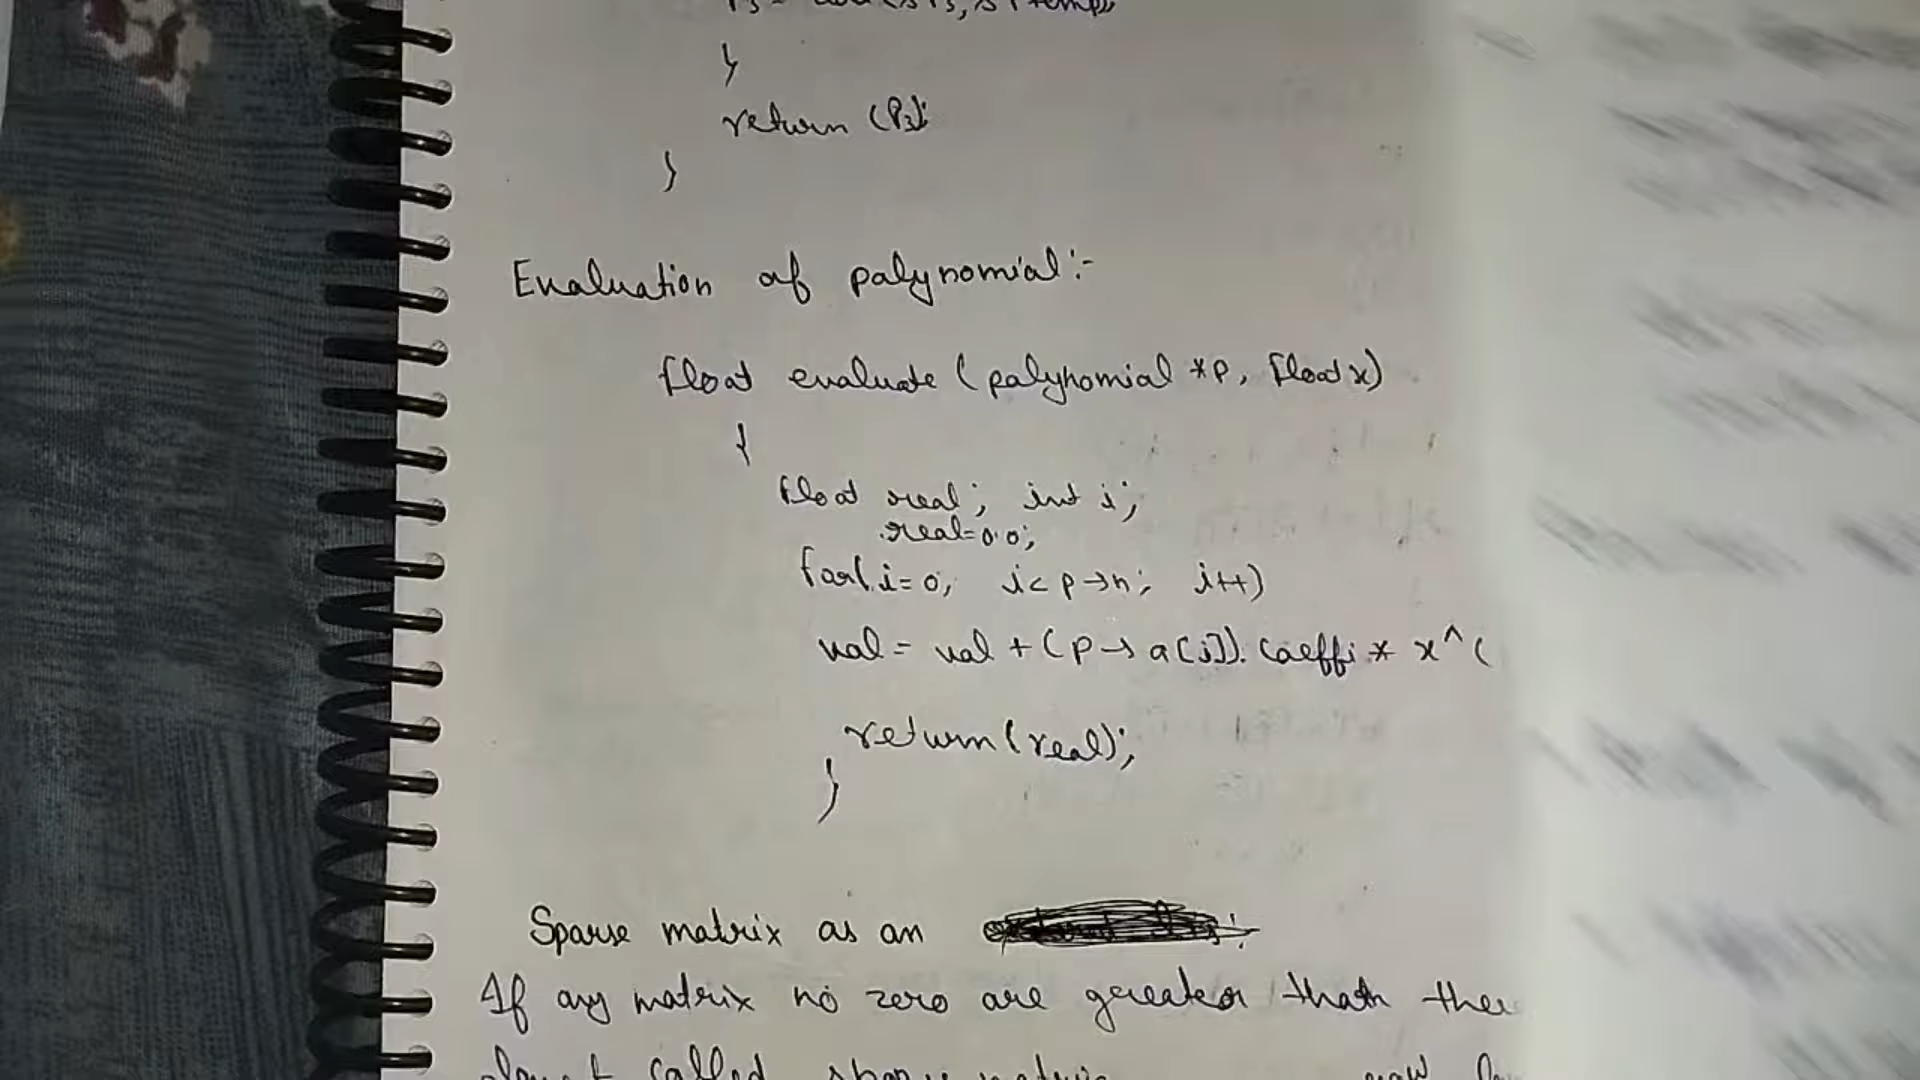 }
return (P3);
}
Evaluation of polynomial:-
float evaluate (polynomial *p, float x)
{
float real; int i;
real=0.0;
for(i=0; i<p->n; i++)
val = val + (p->a[i]).coeffi * x^(
return(real);
}
Sparse matrix as an
If any matrix no zero are greater than the
called